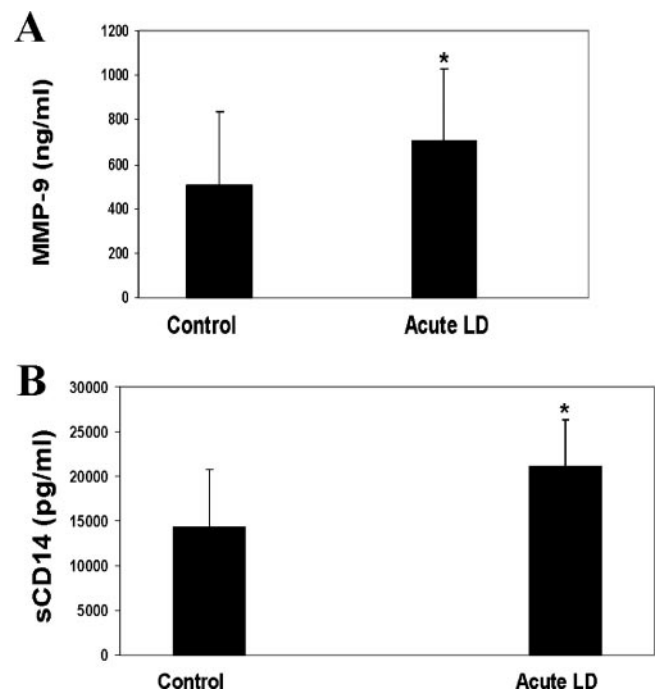 A
MMP-9 (ng/ml)
1200
1000
800
600
400
200
0
*
Control
Acute LD
B
sCD14 (pg/ml)
30000
25000
20000
15000
10000
5000
0
*
Control
Acute LD